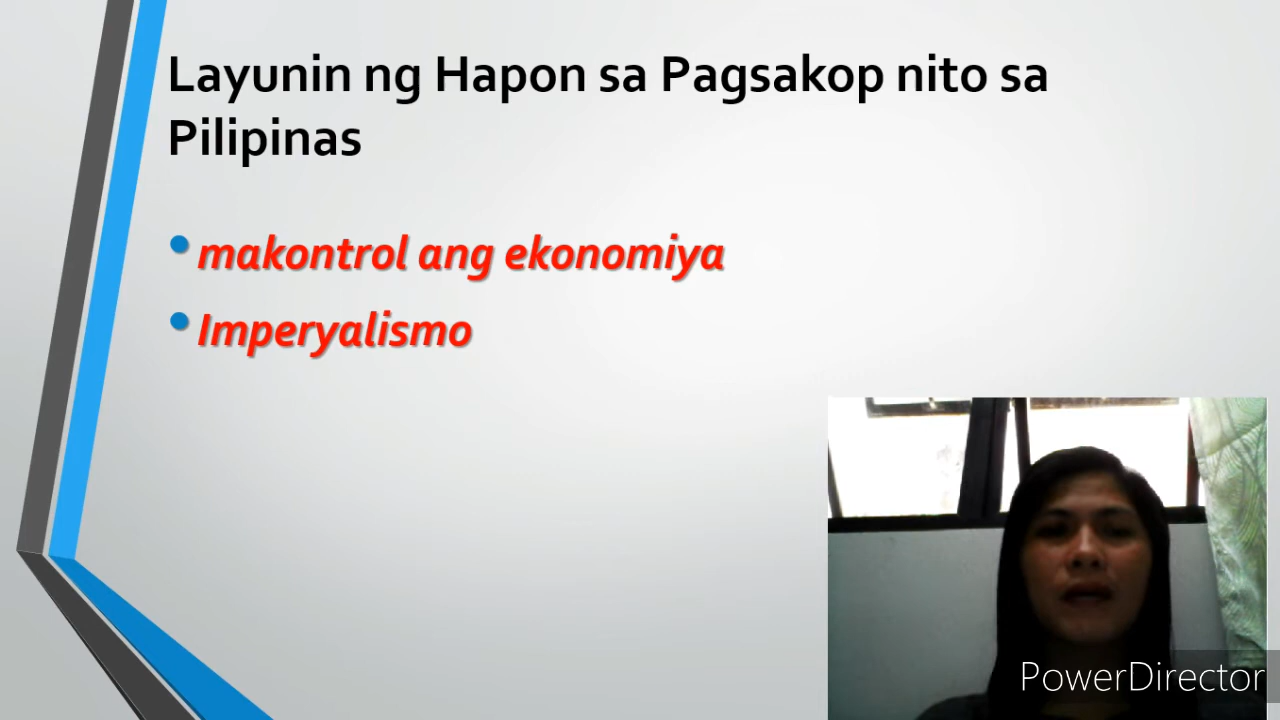 Layunin ng Hapon sa Pagsakop nito sa
Pilipinas
• makontrol ang ekonomiya
• Imperyalismo
PowerDirector